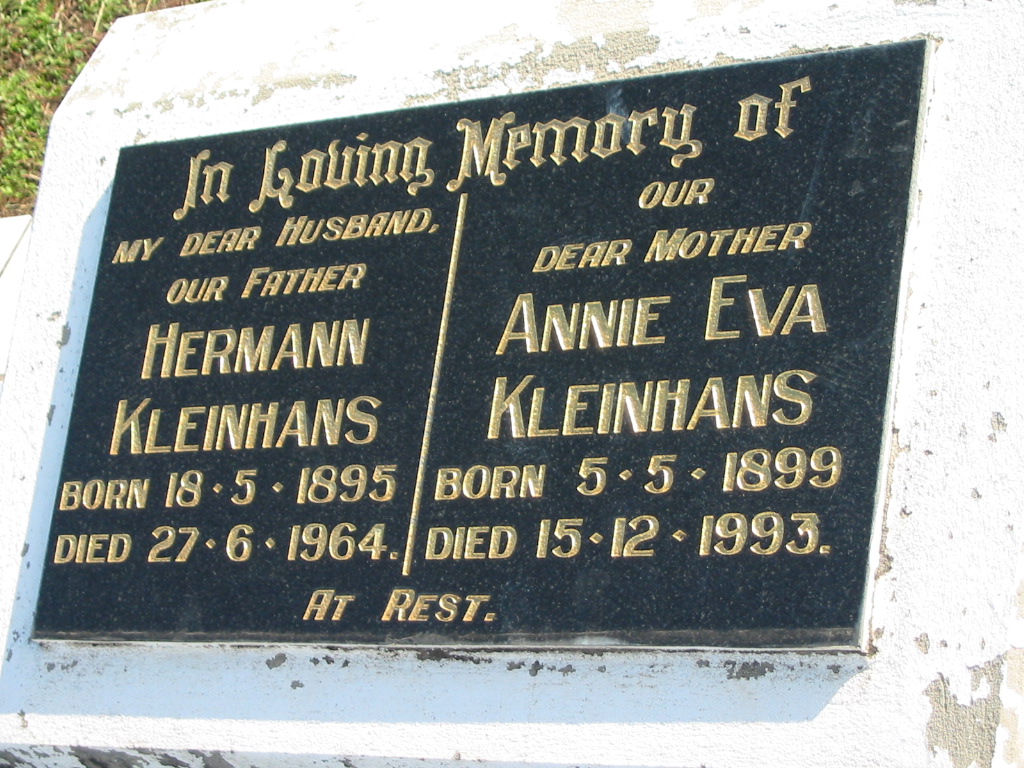 In Loving Memory of
MY DEAR HUSBAND,
OUR FATHER
HERMANN
KLEINHANS
BORN 18·5·1895
DIED 27·6·1964.
OUR
DEAR MOTHER
ANNIE EVA
KLEINHANS
BORN 5·5·1899
DIED 15·12·1993.
AT REST.